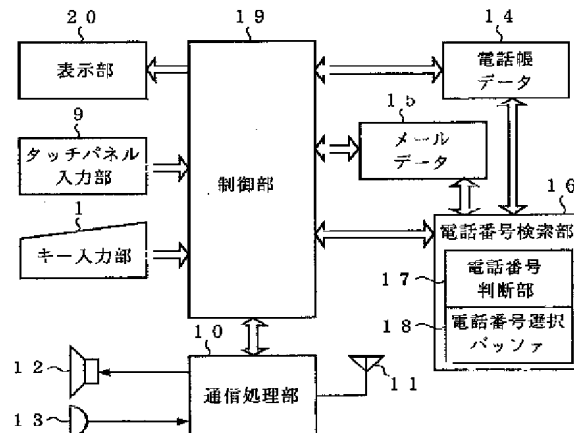 20
表示部
9
タッチパネル
入力部
1
キー入力部
19
制御部
14
電話帳
データ
15
メール
データ
16
電話番号検索部
17
電話番号
判断部
18
電話番号選択
バッファ
10
通信処理部
11
12
13